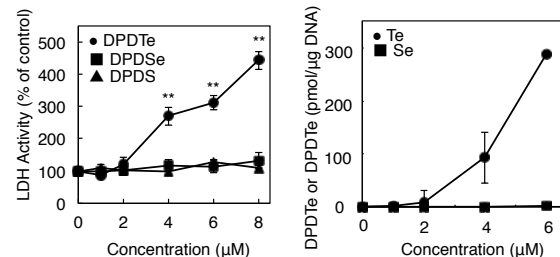 LDH Activity (% of control)
500
400
300
200
100
0
DPDTe
DPDSe
DPDS
**
**
**
0
2
4
6
8
Concentration (µM)
DPDTe or DPDTe (pmol/µg DNA)
300
200
100
0
Te
Se
0
2
4
6
Concentration (µM)